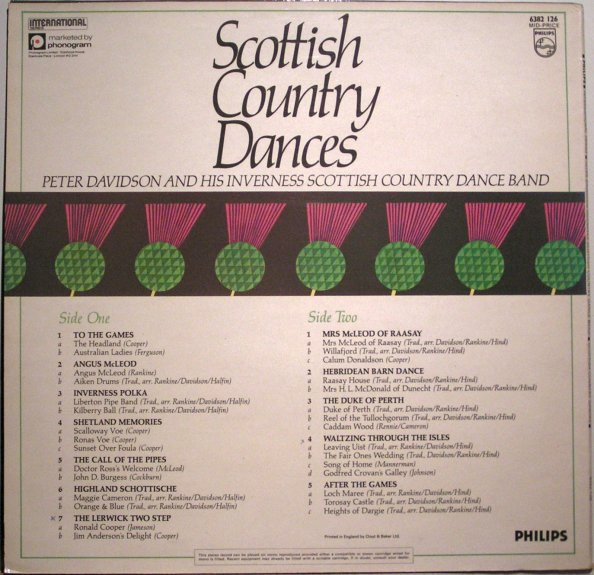 INTERNATIONAL
SERIES
marketed by
phonogram
6382 126
MID-PRICE
PHILIPS
Scottish
Country
Dances
PETER DAVIDSON AND HIS INVERNESS SCOTTISH COUNTRY DANCE BAND
Side One
1 TO THE GAMES
a The Headland (Cooper)
b Australian Ladies (Ferguson)
2 ANGUS McLEOD
a Angus McLeod (Rankine)
b Aiken Drums (Trad., arr. Rankine/Davidson/Halfin)
3 INVERNESS POLKA
a Liberton Pipe Band (Trad., arr. Rankine/Davidson/Halfin)
b Kilberry Ball (Trad., arr. Rankine/Davidson/Halfin)
4 SHETLAND MEMORIES
a Scalloway Voe (Cooper)
b Ronas Voe (Cooper)
c Sunset Over Foula (Cooper)
5 THE CALL OF THE PIPES
a Doctor Ross's Welcome (McLeod)
b John D. Burgess (Cockburn)
6 HIGHLAND SCHOTTISCHE
a Maggie Cameron (Trad., arr. Rankine/Davidson/Halfin)
b Orange & Blue (Trad., arr. Rankine/Davidson/Halfin)
x 7 THE LERWICK TWO STEP
a Ronald Cooper (Jameson)
b Jim Anderson's Delight (Cooper)
Side Two
1 MRS McLEOD OF RAASAY
a Mrs McLeod of Raasay (Trad., arr. Davidson/Rankine/Hind)
b Willafjord (Trad., arr. Davidson/Rankine/Hind)
c Calum Donaldson (Cooper)
2 HEBRIDEAN BARN DANCE
a Raasay House (Trad., arr. Davidson/Rankine/Hind)
b Mrs H.L. McDonald of Dunecht (Trad., arr. Davidson/Rankine/Hind)
3 THE DUKE OF PERTH
a Duke of Perth (Trad., arr. Davidson/Rankine/Hind)
b Reel of the Tullochgorum (Trad., arr. Davidson/Rankine/Hind)
c Caddam Wood (Rennie/Cameron)
4 WALTZING THROUGH THE ISLES
a Leaving Uist (Trad., arr. Davidson/Rankine/Hind)
b The Fair Ones Wedding (Trad., arr. Davidson/Rankine/Hind)
c Song of Home (Mannerman)
d Godfred Crovan's Galley (Johnson)
5 AFTER THE GAMES
a Loch Maree (Trad., arr. Davidson/Rankine/Hind)
b Torosay Castle (Trad., arr. Davidson/Rankine/Hind)
c Heights of Dargie (Trad., arr. Davidson/Rankine/Hind)
Printed in England by Clout & Baker Ltd.
PHILIPS